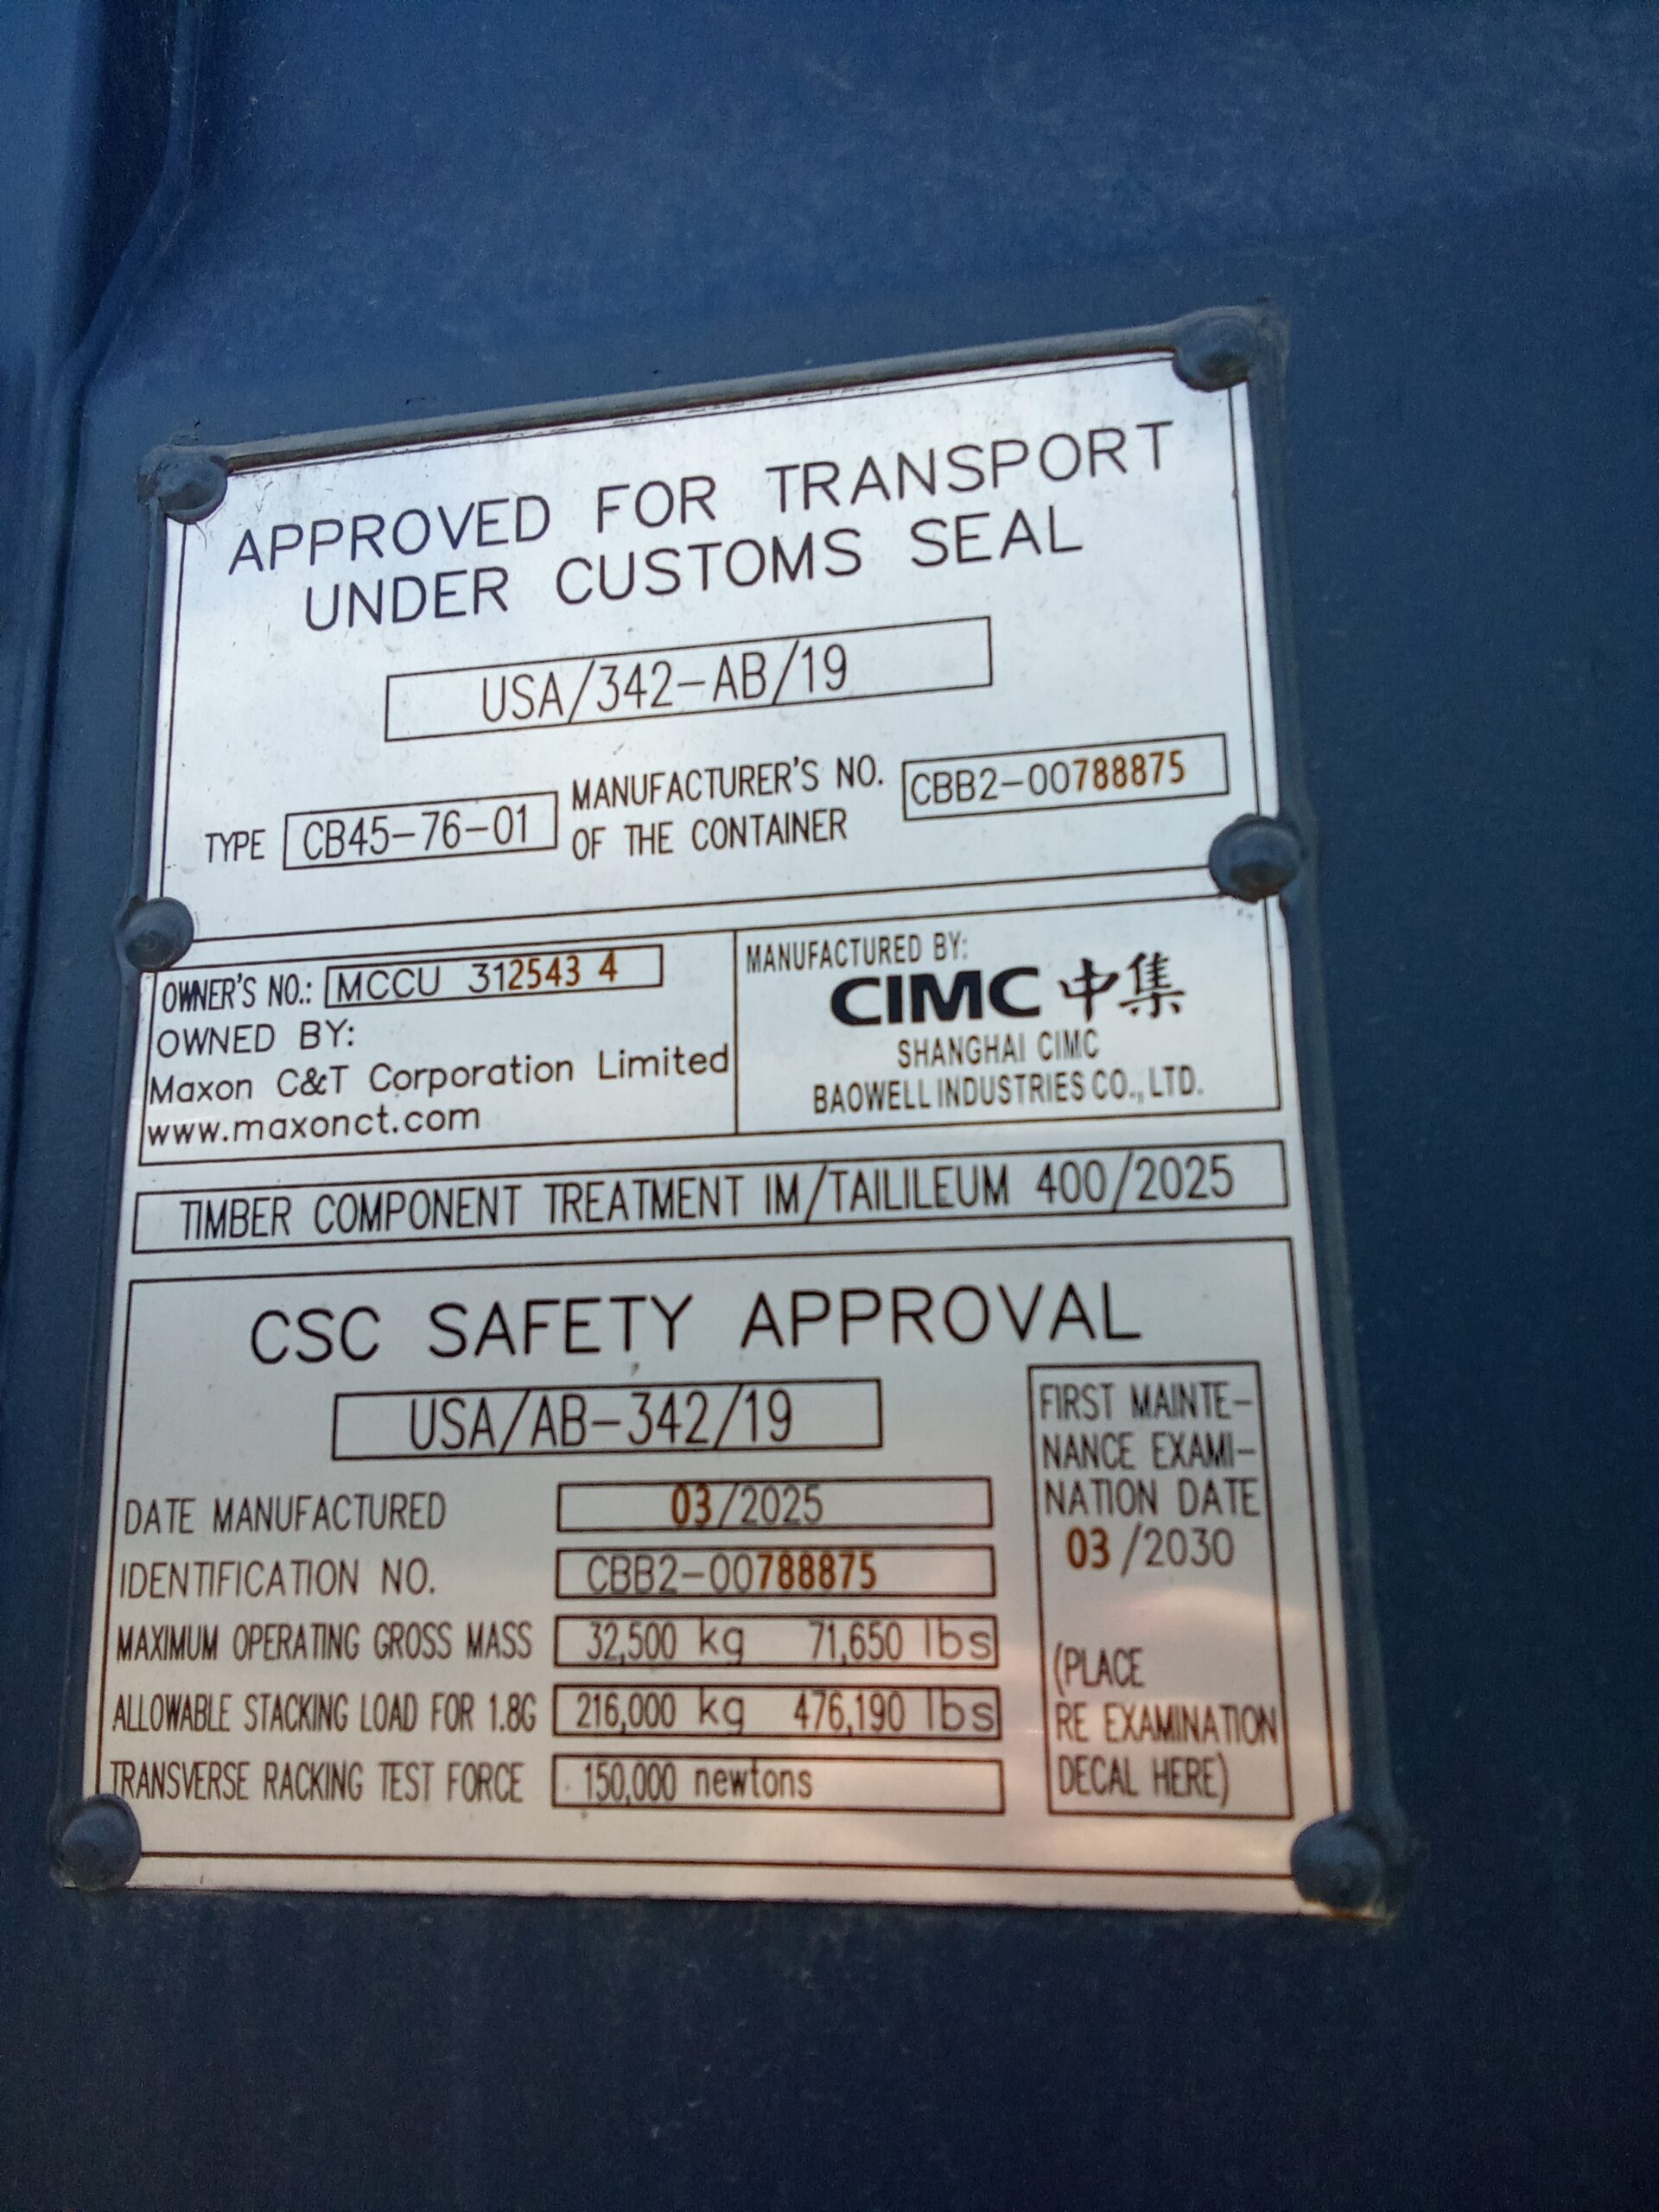 APPROVED FOR TRANSPORT
UNDER CUSTOMS SEAL
USA/342-AB/19
TYPE CB45-76-01 MANUFACTURER'S NO. OF THE CONTAINER CBB2-00788875
OWNER'S NO.: MCCU 312543 4
OWNED BY:
Maxon C&T Corporation Limited
www.maxonct.com
MANUFACTURED BY:
CIMC 中集
SHANGHAI CIMC
BAOWELL INDUSTRIES CO., LTD.
TIMBER COMPONENT TREATMENT IM/TAILILEUM 400/2025
CSC SAFETY APPROVAL
USA/AB-342/19
DATE MANUFACTURED 03/2025
IDENTIFICATION NO. CBB2-00788875
MAXIMUM OPERATING GROSS MASS 32,500 kg 71,650 lbs
ALLOWABLE STACKING LOAD FOR 1.8G 216,000 kg 476,190 lbs
TRANSVERSE RACKING TEST FORCE 150,000 newtons
FIRST MAINTE-
NANCE EXAMI-
NATION DATE
03/2030
(PLACE
RE EXAMINATION
DECAL HERE)